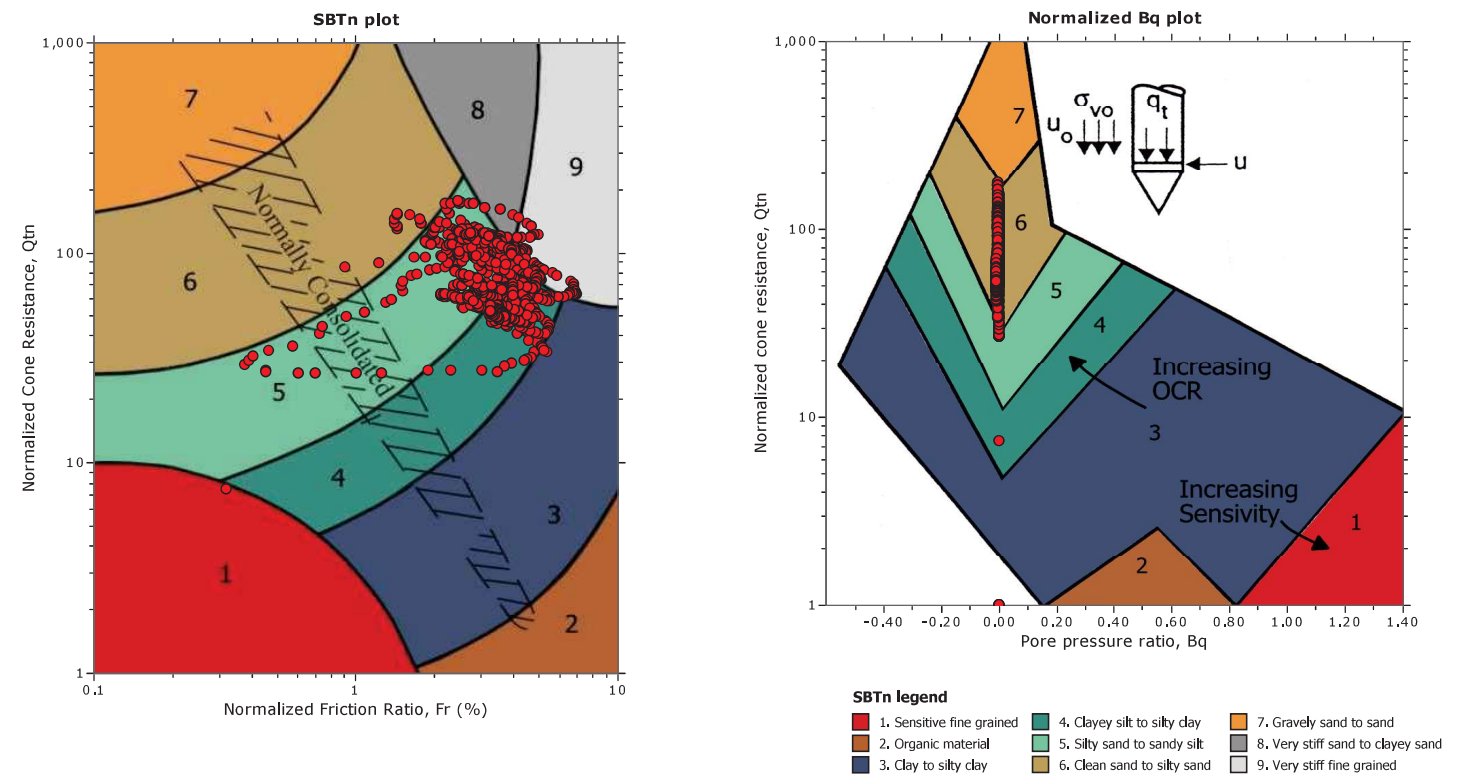 SBTn plot
1,000
100
10
1
0.1
1
10
Normalized Cone Resistance, Qtn
Normalized Friction Ratio, Fr (%)
7
8
9
6
Normally Consolidated
5
4
3
1
2
Normalized Bq plot
1,000
100
10
1
-0.40
-0.20
0.00
0.20
0.40
0.60
0.80
1.00
1.20
1.40
Normalized cone resistance, Qtn
Pore pressure ratio, Bq
7
σvo
qt
uo
u
6
5
4
Increasing
OCR
3
Increasing
Sensivity
1
2
SBTn legend
1. Sensitive fine grained
2. Organic material
3. Clay to silty clay
4. Clayey silt to silty clay
5. Silty sand to sandy silt
6. Clean sand to silty sand
7. Gravely sand to sand
8. Very stiff sand to clayey sand
9. Very stiff fine grained